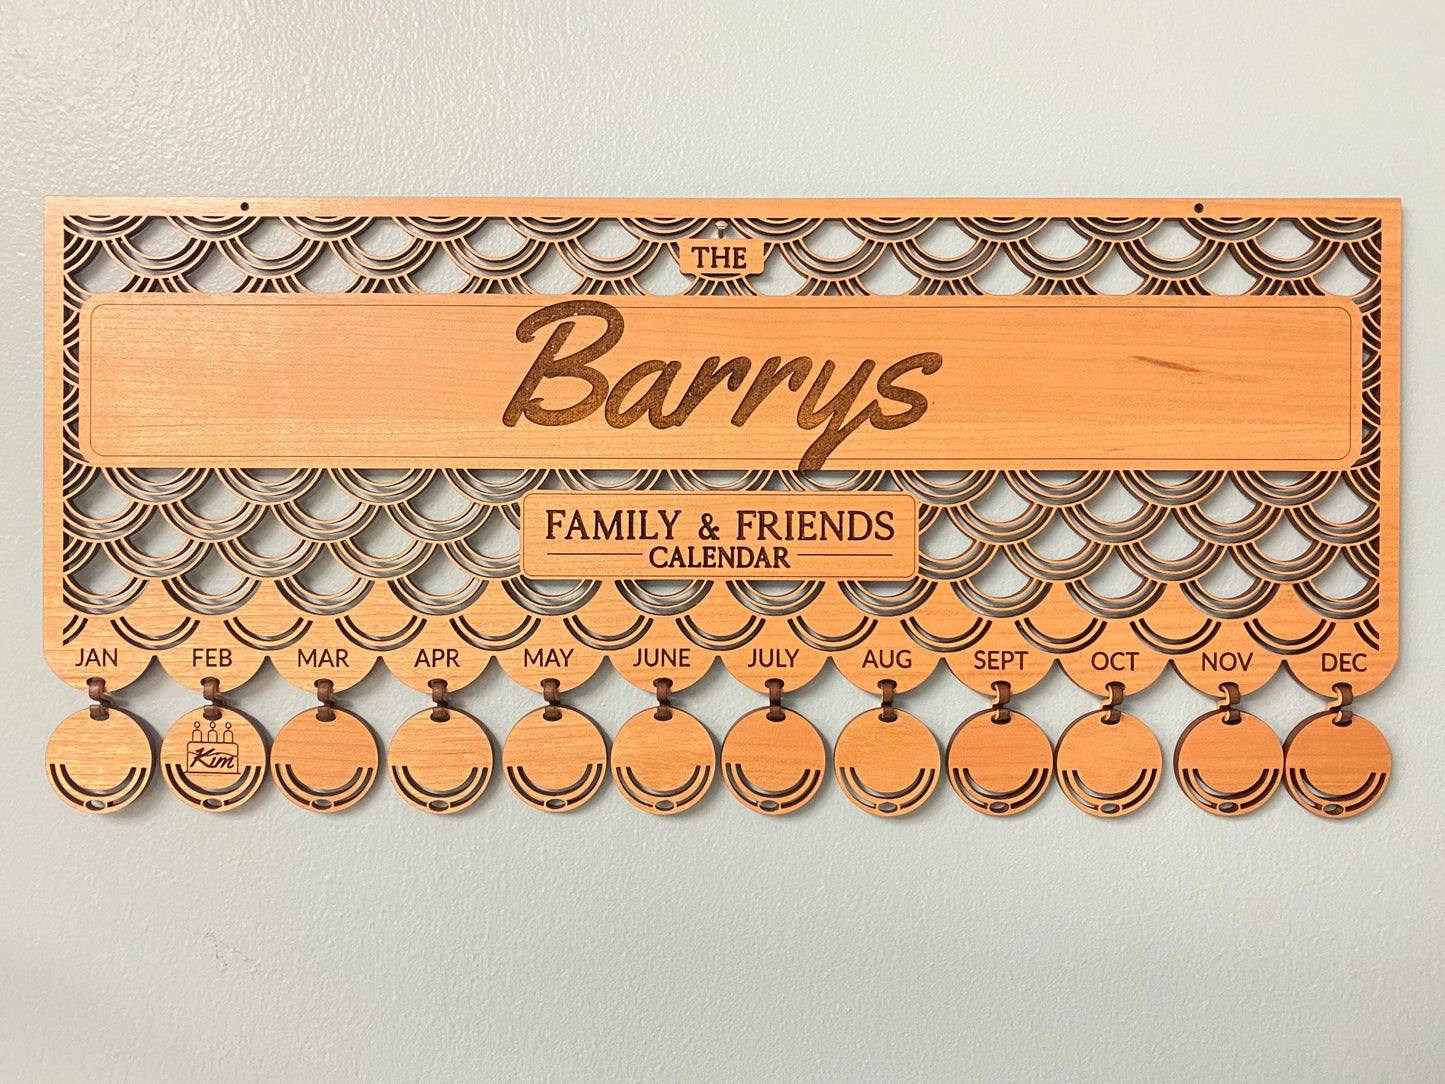 THE
Barrys
FAMILY & FRIENDS
CALENDAR
JAN FEB MAR APR MAY JUNE JULY AUG SEPT OCT NOV DEC
Kim